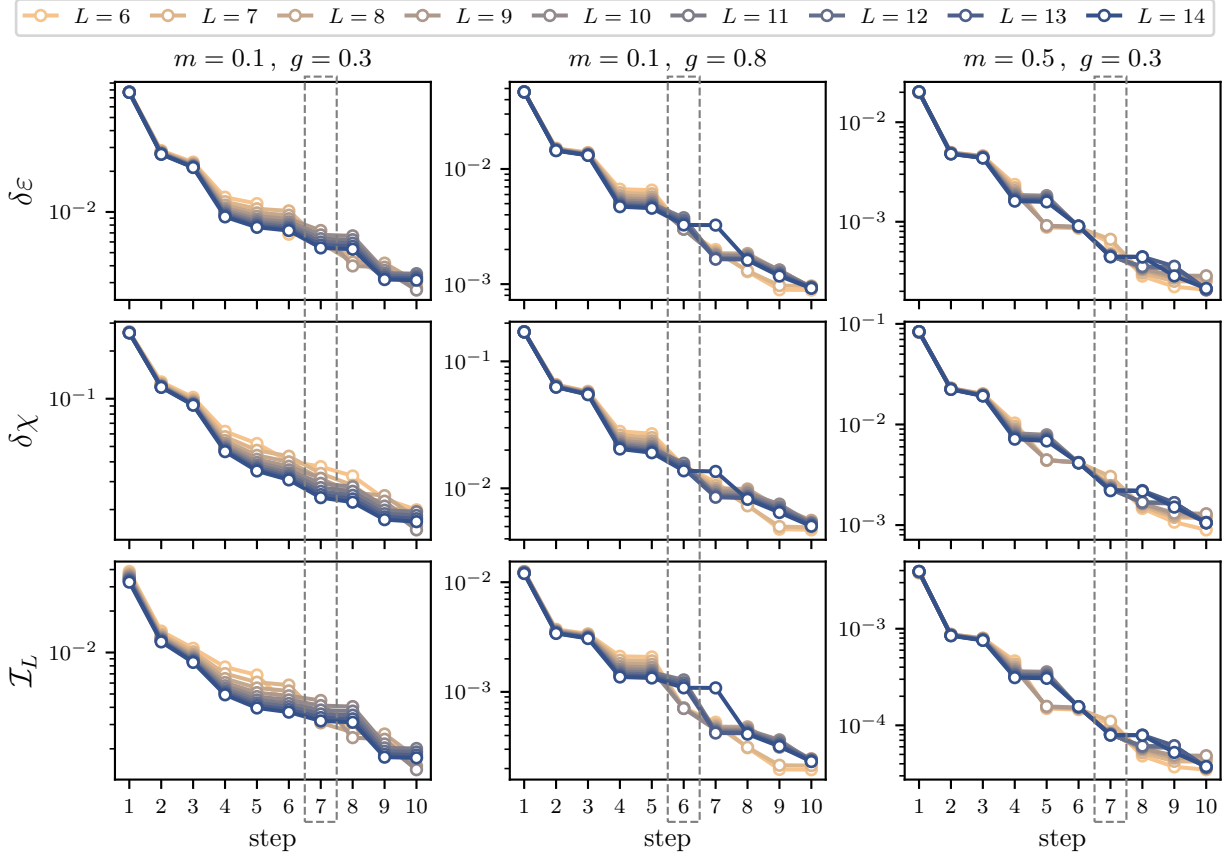 L = 6 L = 7 L = 8 L = 9 L = 10 L = 11 L = 12 L = 13 L = 14
m = 0.1 , g = 0.3 m = 0.1 , g = 0.8 m = 0.5 , g = 0.3
δε
10⁻²
10⁻² 10⁻³
10⁻² 10⁻³
δχ
10⁻¹
10⁻¹ 10⁻²
10⁻¹ 10⁻² 10⁻³
ℐ_L
10⁻²
10⁻² 10⁻³
10⁻³ 10⁻⁴
1 2 3 4 5 6 7 8 9 10 1 2 3 4 5 6 7 8 9 10 1 2 3 4 5 6 7 8 9 10
step step step